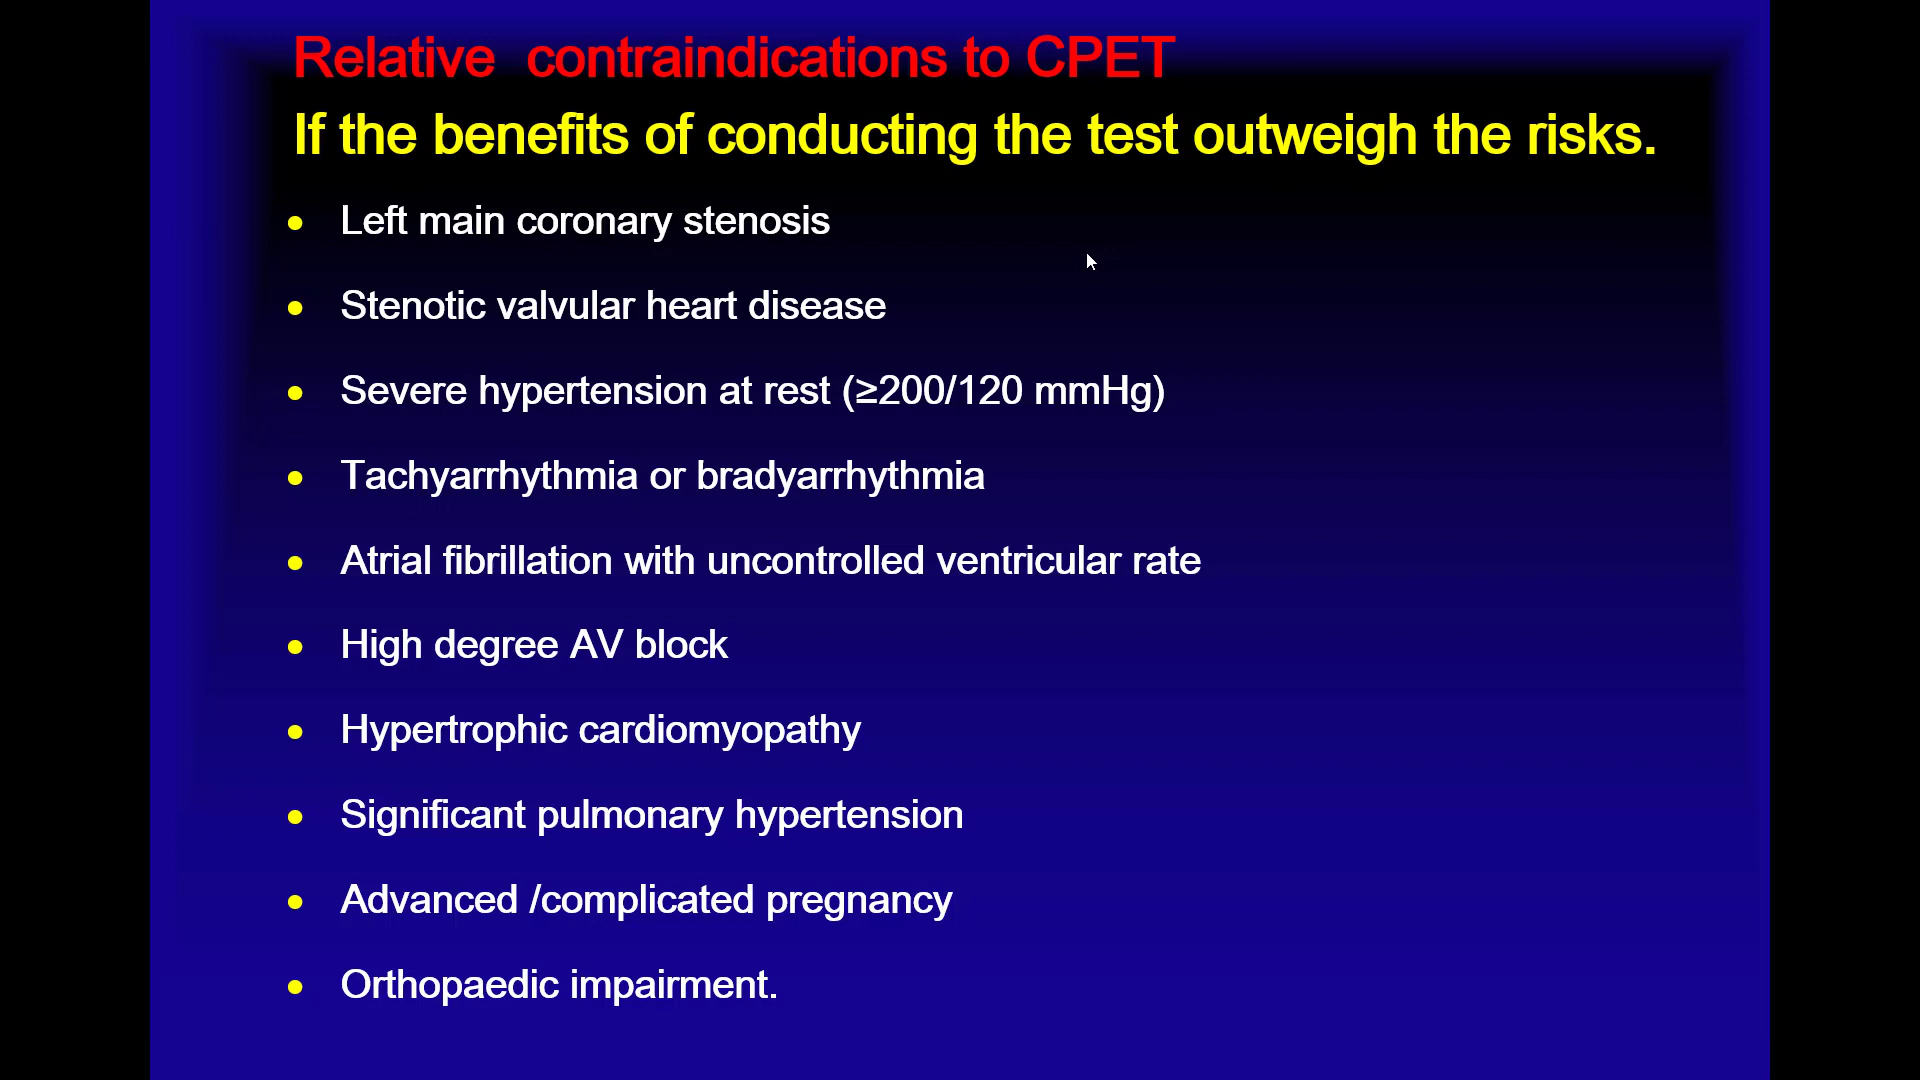 Relative  contraindications to CPET
If the benefits of conducting the test outweigh the risks.
• Left main coronary stenosis
• Stenotic valvular heart disease
• Severe hypertension at rest (≥200/120 mmHg)
• Tachyarrhythmia or bradyarrhythmia
• Atrial fibrillation with uncontrolled ventricular rate
• High degree AV block
• Hypertrophic cardiomyopathy
• Significant pulmonary hypertension
• Advanced /complicated pregnancy
• Orthopaedic impairment.